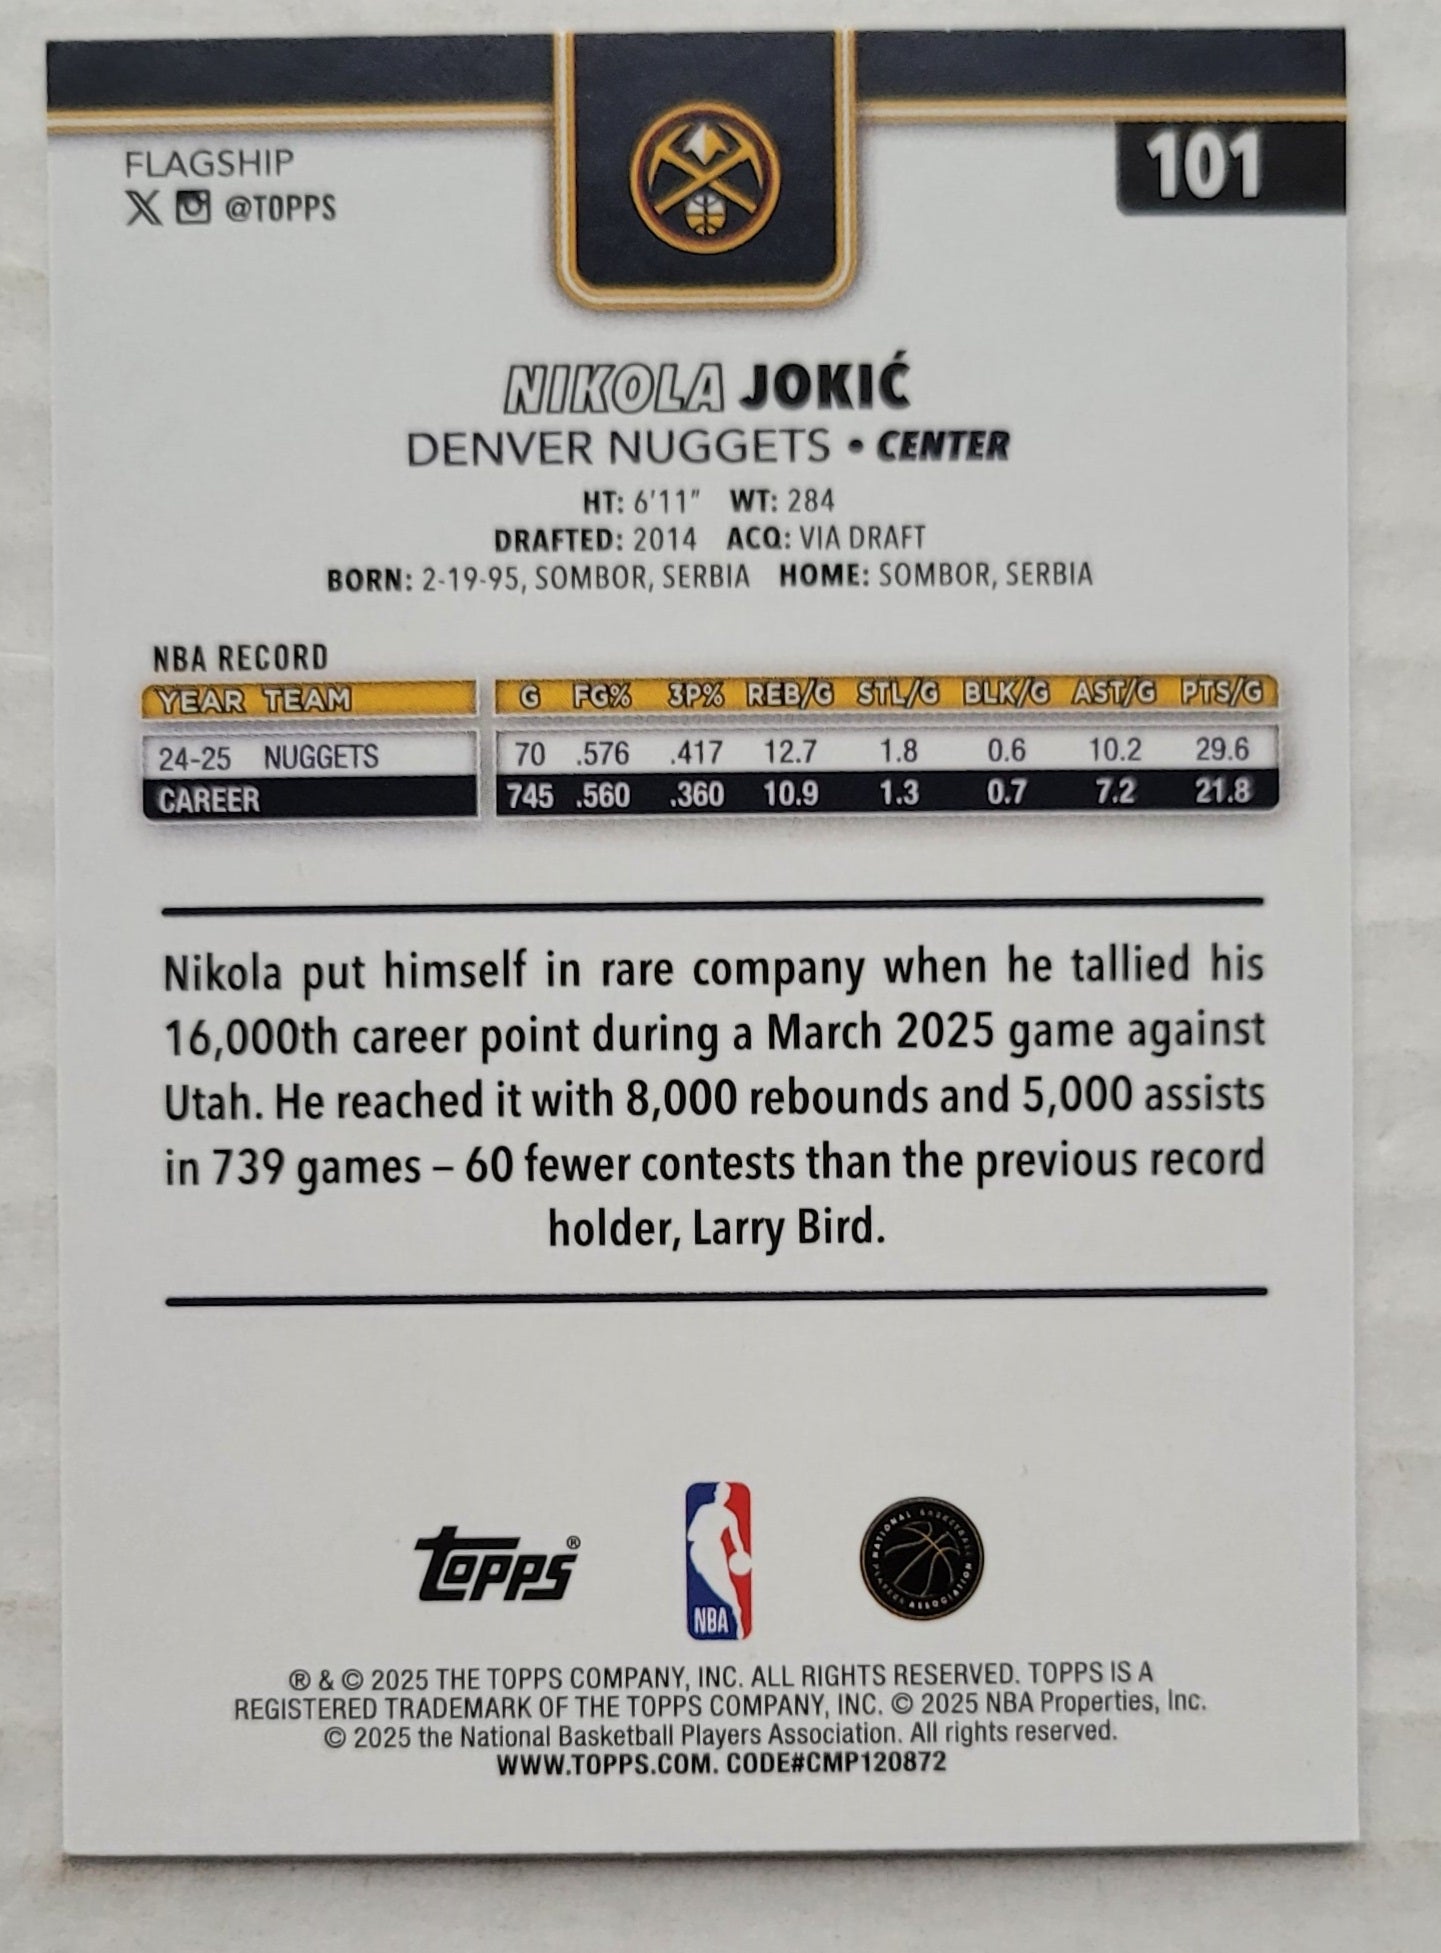 FLAGSHIP
@TOPPS
101
NIKOLA JOKIĆ
DENVER NUGGETS • CENTER
HT: 6'11" WT: 284
DRAFTED: 2014 ACQ: VIA DRAFT
BORN: 2-19-95, SOMBOR, SERBIA HOME: SOMBOR, SERBIA
NBA RECORD
YEAR TEAM G FG% 3P% REB/G STL/G BLK/G AST/G PTS/G
24-25 NUGGETS 70 .576 .417 12.7 1.8 0.6 10.2 29.6
CAREER 745 .560 .360 10.9 1.3 0.7 7.2 21.8
Nikola put himself in rare company when he tallied his
16,000th career point during a March 2025 game against
Utah. He reached it with 8,000 rebounds and 5,000 assists
in 739 games – 60 fewer contests than the previous record
holder, Larry Bird.
Topps®
NBA
NATIONAL BASKETBALL PLAYERS ASSOCIATION
® & © 2025 THE TOPPS COMPANY, INC. ALL RIGHTS RESERVED. TOPPS IS A
REGISTERED TRADEMARK OF THE TOPPS COMPANY, INC. © 2025 NBA Properties, Inc.
© 2025 the National Basketball Players Association. All rights reserved.
WWW.TOPPS.COM. CODE#CMP120872